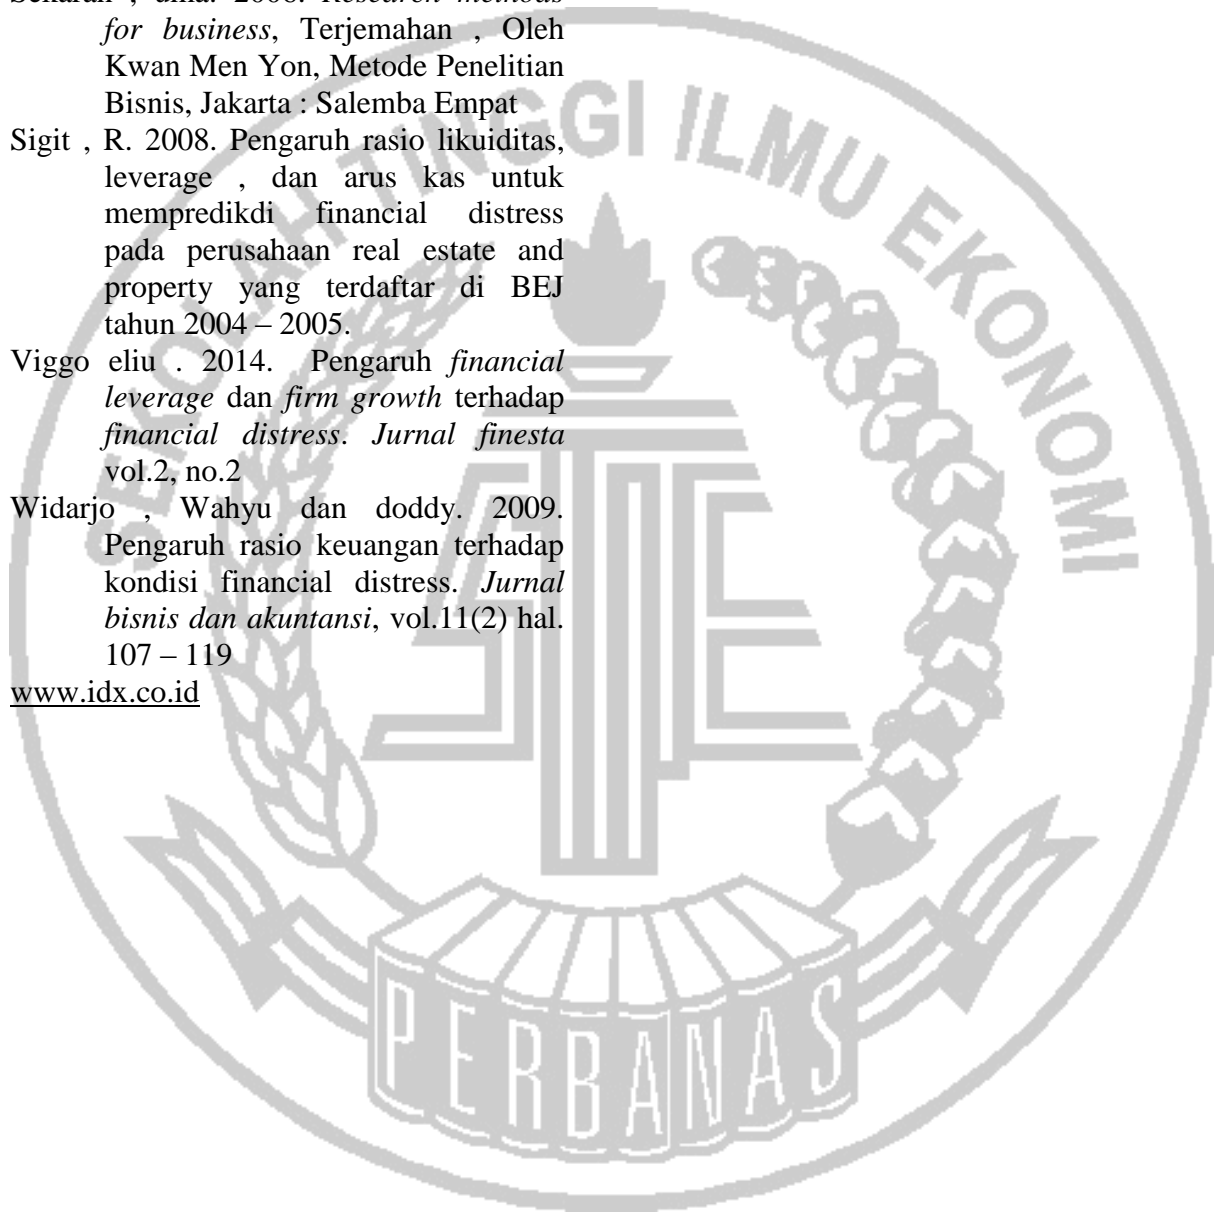 Sekaran , uma. Research methods
for business, Terjemahan , Oleh
Kwan Men Yon, Metode Penelitian
Bisnis, Jakarta : Salemba Empat
Sigit , R. 2008. Pengaruh rasio likuiditas,
leverage , dan arus kas untuk
mempredikdi financial distress
pada perusahaan real estate and
property yang terdaftar di BEJ
tahun 2004 – 2005.
Viggo eliu . 2014. Pengaruh financial
leverage dan firm growth terhadap
financial distress. Jurnal finesta
vol.2, no.2
Widarjo , Wahyu dan doddy. 2009.
Pengaruh rasio keuangan terhadap
kondisi financial distress. Jurnal
bisnis dan akuntansi, vol.11(2) hal.
107 – 119
www.idx.co.id
SEKOLAH TINGGI ILMU EKONOMI
PERBANAS